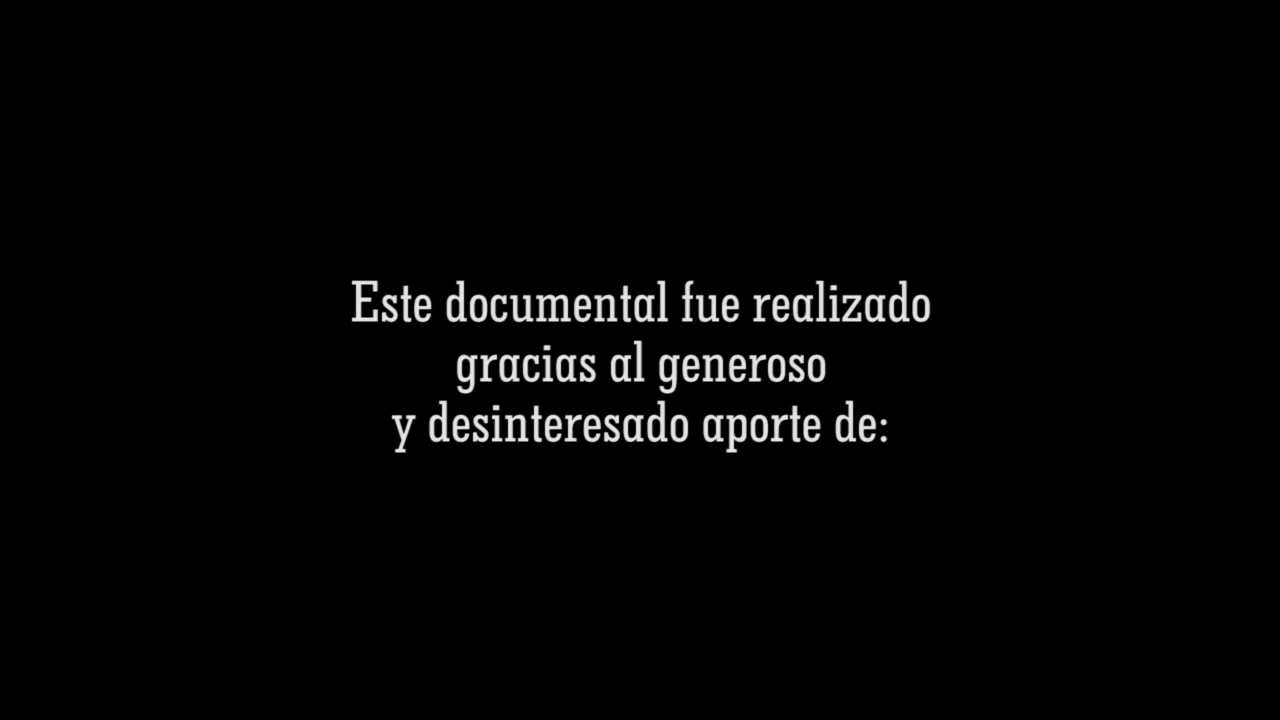 Este documental fue realizado
gracias al generoso
y desinteresado aporte de: